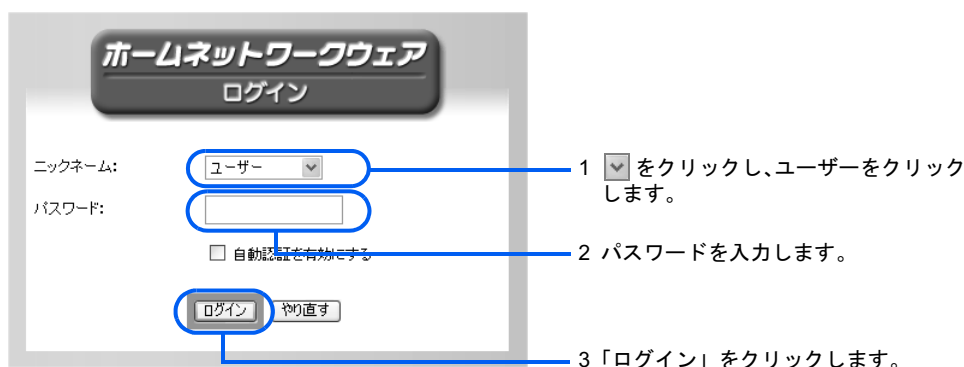 ホームネットワークウェア
ログイン
ニックネーム:
ユーザー
パスワード:
自動認証を有効にする
ログイン
やり直す
1 をクリックし、ユーザーをクリック
します。
2 パスワードを入力します。
3「ログイン」をクリックします。